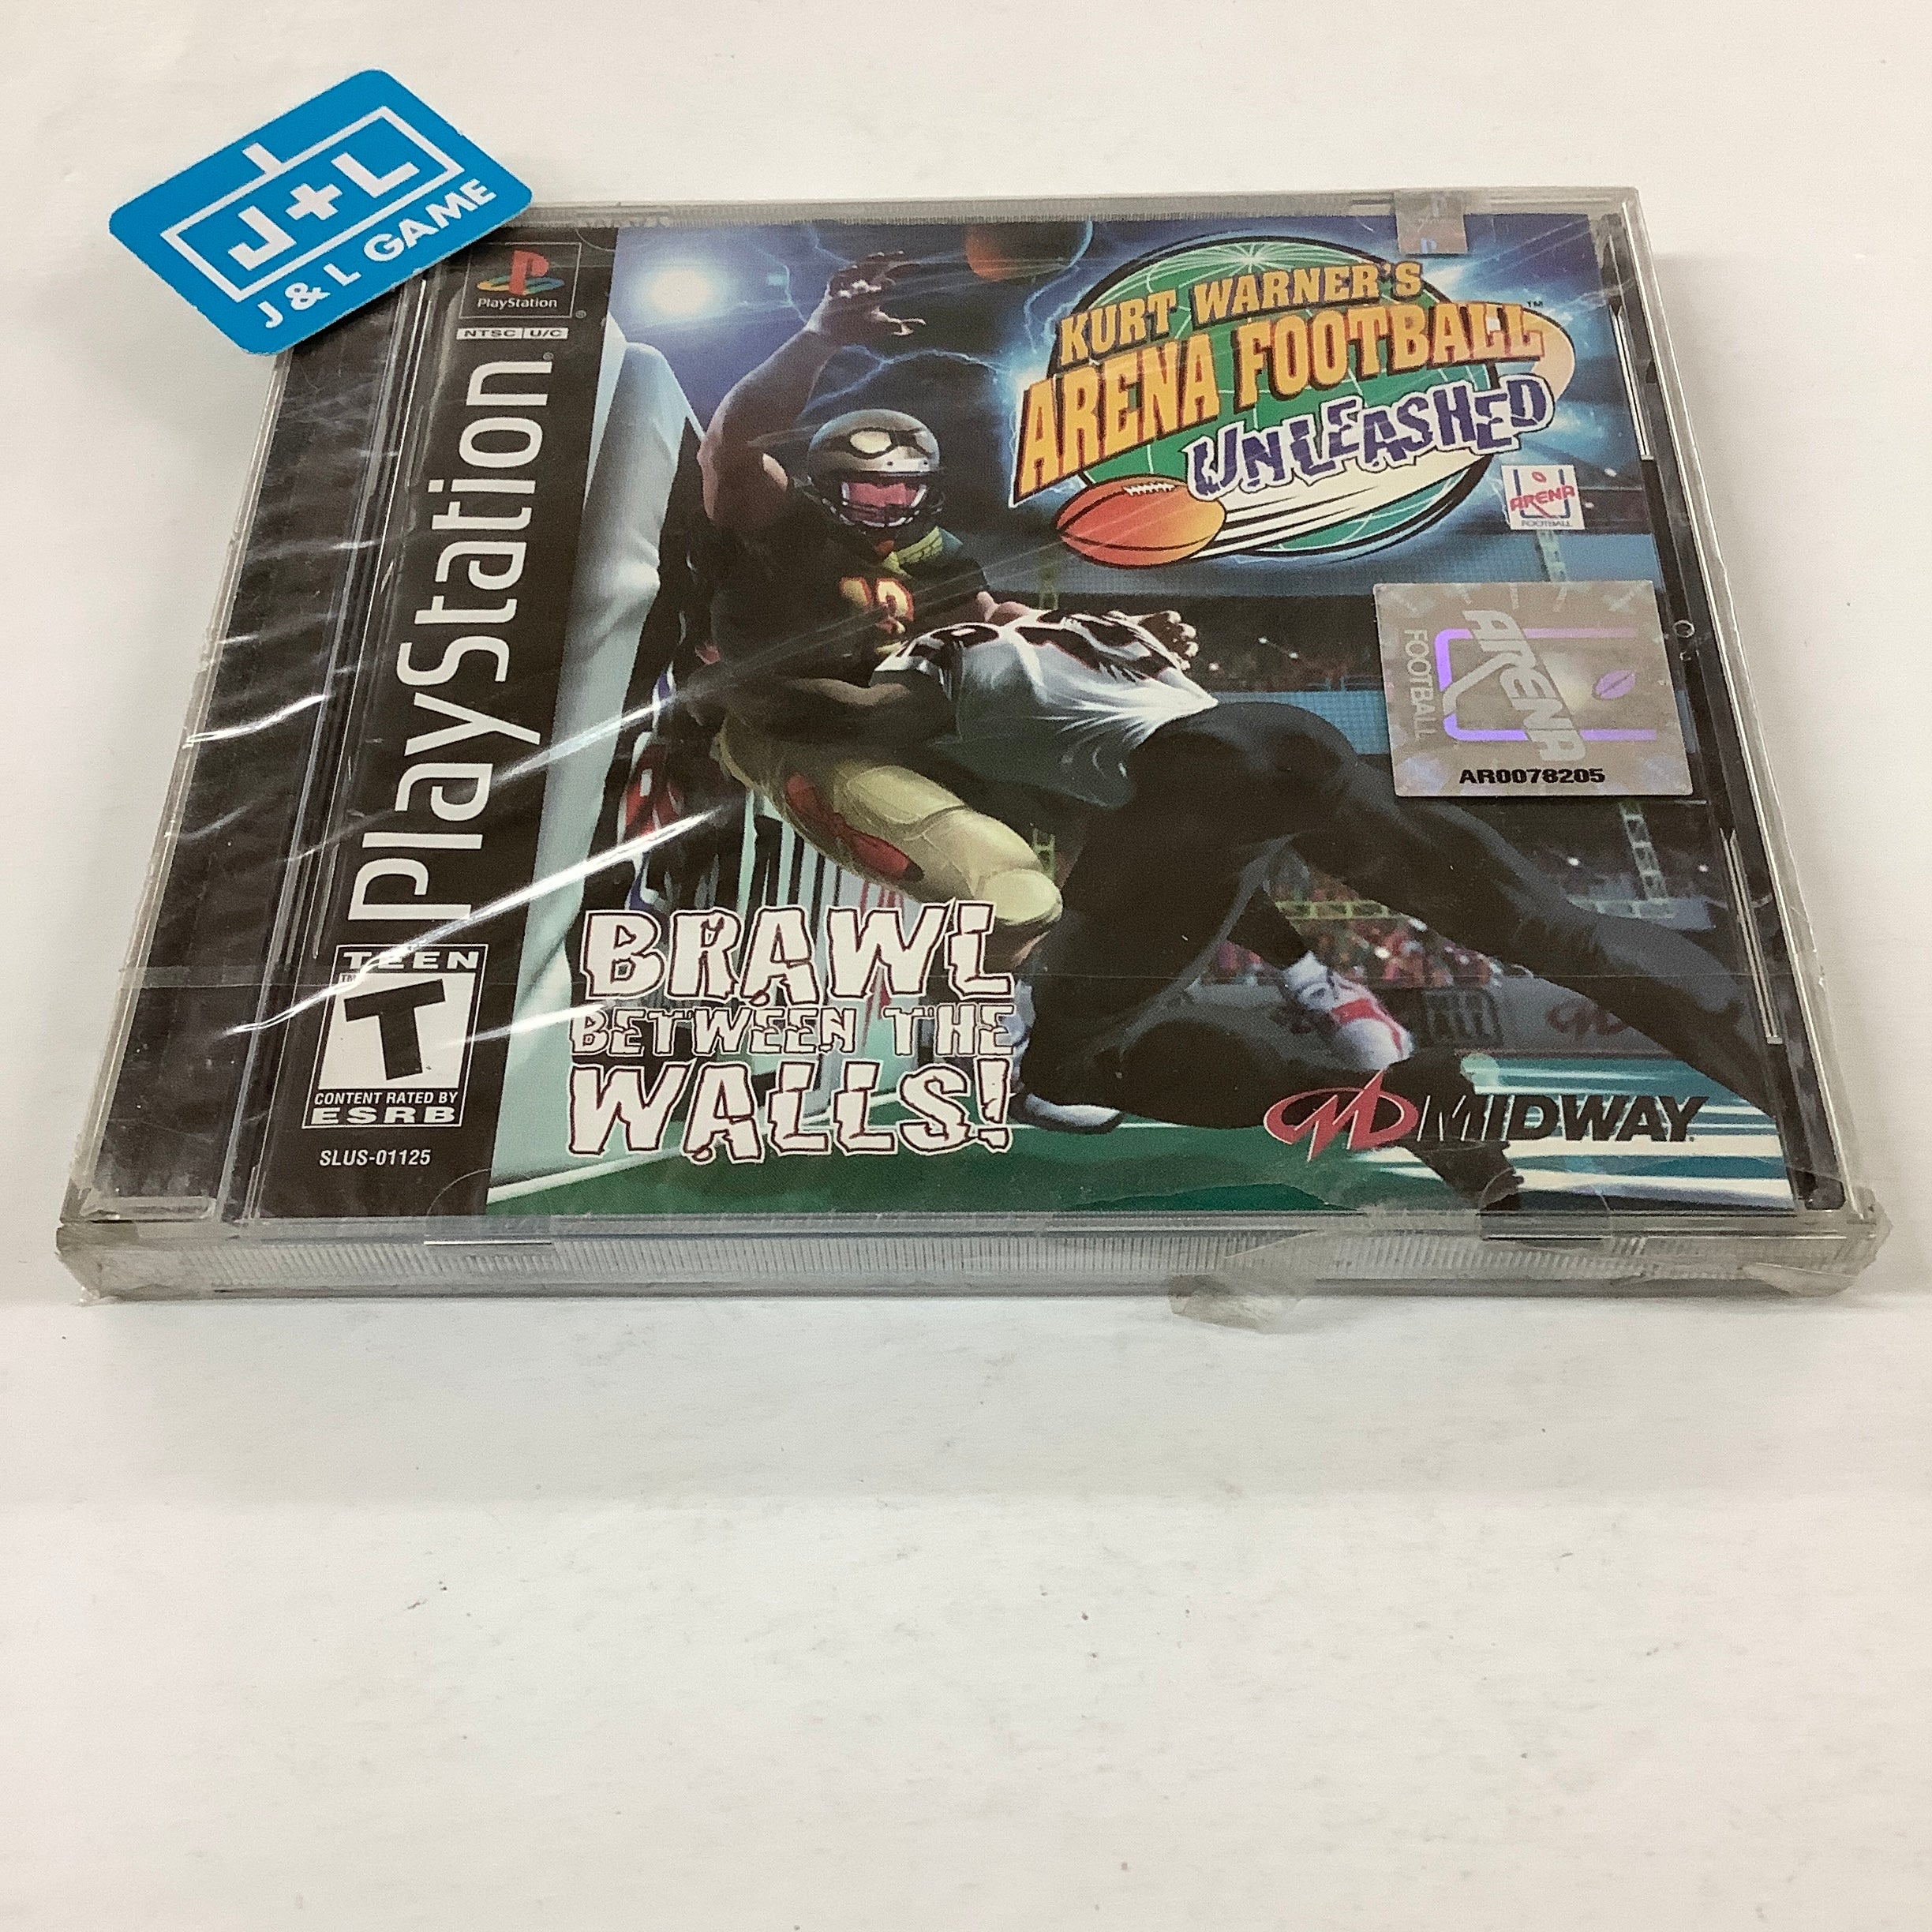 J+L
J & L GAME
PlayStation
NTSC U/C
PlayStation
KURT WARNER'S
ARENA FOOTBALL™
UNLEASHED
ARENA
FOOTBALL
ARENA
FOOTBALL
AR0078205
BRAWL
BETWEEN THE
WALLS!
TEEN
T
CONTENT RATED BY
ESRB
SLUS-01125
MIDWAY